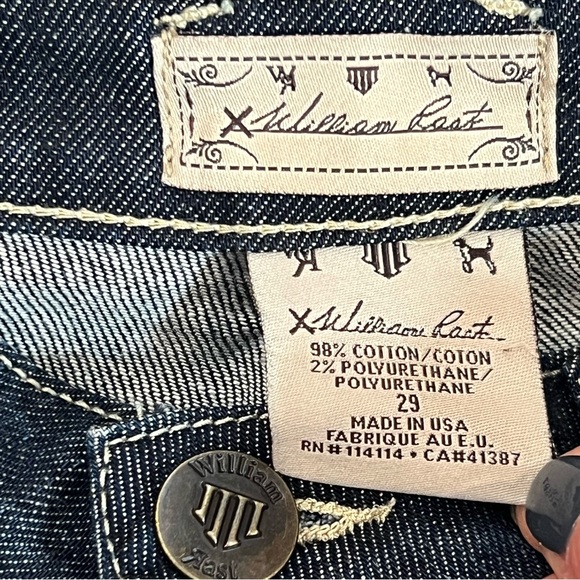 X William Rast
X William Rast
98% COTTON/COTON
2% POLYURETHANE/
POLYURETHANE
29
MADE IN USA
FABRIQUE AU E.U.
RN#114114 • CA#41387
William
Rast